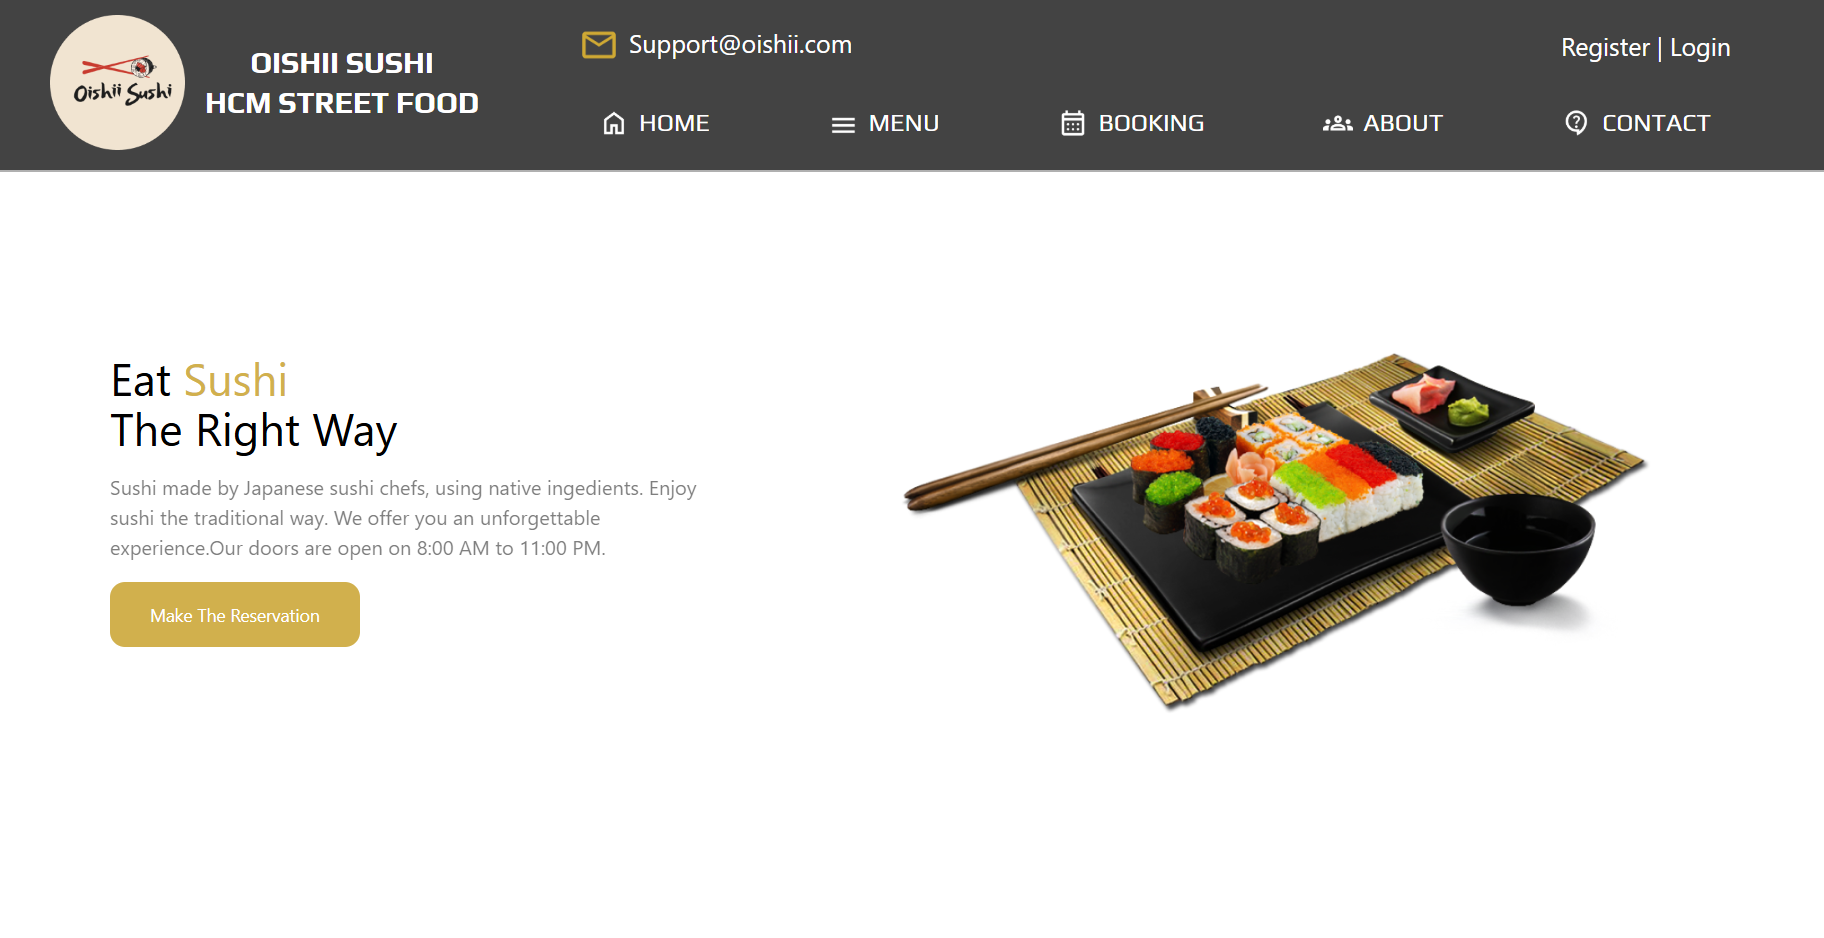 Oishii Sushi
OISHII SUSHI
HCM STREET FOOD
Support@oishii.com
Register | Login
HOME
MENU
BOOKING
ABOUT
CONTACT
Eat Sushi
The Right Way
Sushi made by Japanese sushi chefs, using native ingedients. Enjoy
sushi the traditional way. We offer you an unforgettable
experience.Our doors are open on 8:00 AM to 11:00 PM.
Make The Reservation